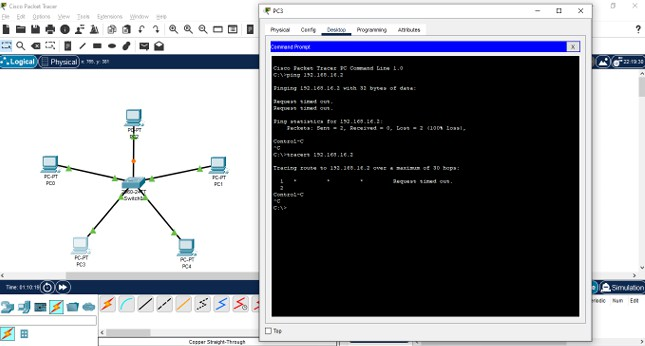 Cisco Packet Tracer
File Edit Options View Tools Extensions Window Help
Logical
Physical
x: 789, y: 301
22:19:30
PC3
Physical Config Desktop Programming Attributes
Command Prompt X
Cisco Packet Tracer PC Command Line 1.0
C:\>ping 192.168.16.2
Pinging 192.168.16.2 with 32 bytes of data:
Request timed out.
Request timed out.
Ping statistics for 192.168.16.2:
Packets: Sent = 2, Received = 0, Lost = 2 (100% loss),
Control-C
^C
C:\>tracert 192.168.16.2
Tracing route to 192.168.16.2 over a maximum of 30 hops:
1 * * * Request timed out.
2
Control-C
^C
C:\>
Top
PC-PT
PC-PT
PC0
PC-PT
PC1
2960-24TT
Switch
PC-PT
PC3
PC-PT
PC4
Time: 01:10:19
Simulation
Num Edit
Copper Straight-Through